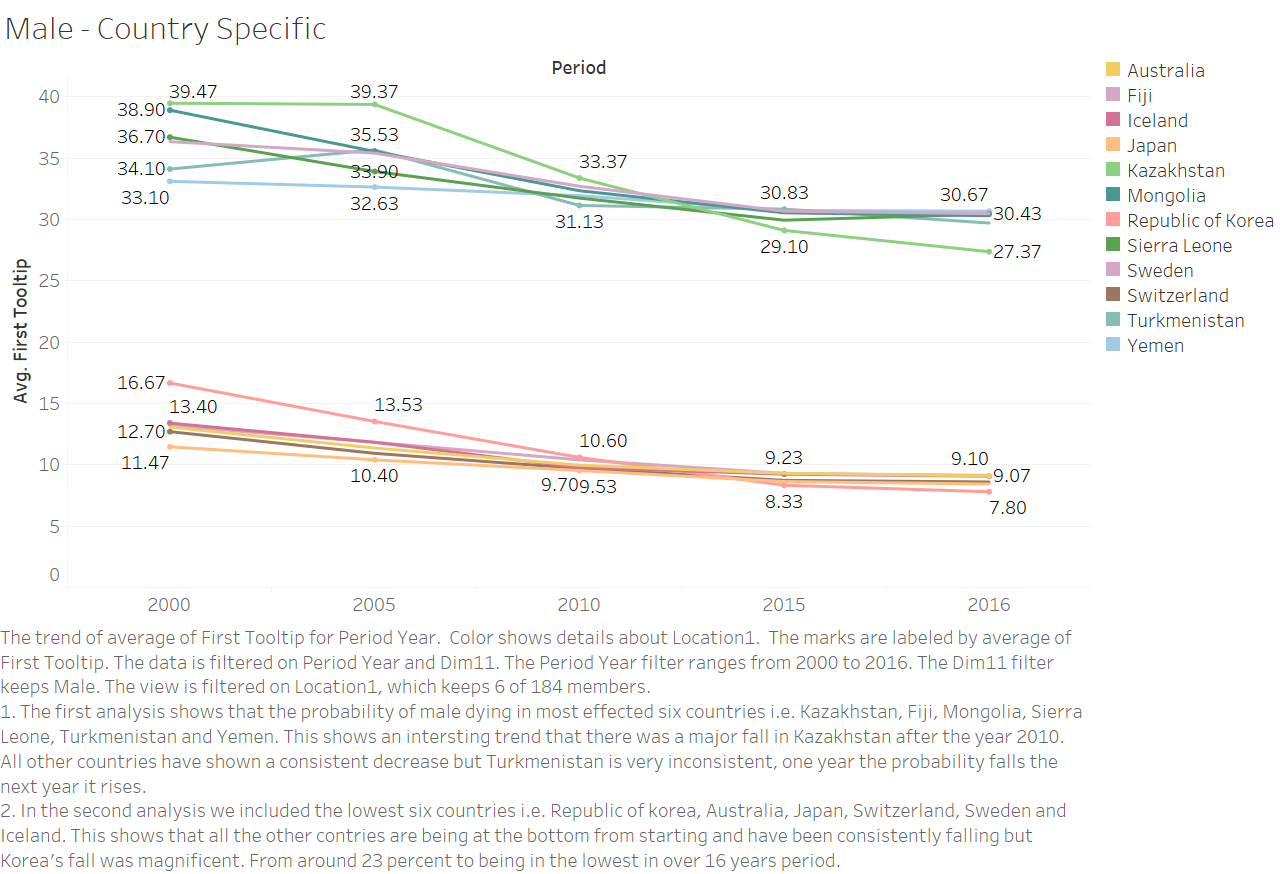 Male - Country Specific
Period
40
35
30
25
20
15
10
5
0
Avg. First Tooltip
39.47
38.90
36.70
34.10
33.10
39.37
35.53
33.90
32.63
33.37
31.13
30.83
29.10
30.67
30.43
27.37
16.67
13.40
12.70
11.47
13.53
10.40
10.60
9.70
9.53
9.23
8.33
9.10
9.07
7.80
2000
2005
2010
2015
2016
Australia
Fiji
Iceland
Japan
Kazakhstan
Mongolia
Republic of Korea
Sierra Leone
Sweden
Switzerland
Turkmenistan
Yemen
The trend of average of First Tooltip for Period Year.  Color shows details about Location1.  The marks are labeled by average of
First Tooltip. The data is filtered on Period Year and Dim11. The Period Year filter ranges from 2000 to 2016. The Dim11 filter
keeps Male. The view is filtered on Location1, which keeps 6 of 184 members.
1. The first analysis shows that the probability of male dying in most effected six countries i.e. Kazakhstan, Fiji, Mongolia, Sierra
Leone, Turkmenistan and Yemen. This shows an intersting trend that there was a major fall in Kazakhstan after the year 2010.
All other countries have shown a consistent decrease but Turkmenistan is very inconsistent, one year the probability falls the
next year it rises.
2. In the second analysis we included the lowest six countries i.e. Republic of korea, Australia, Japan, Switzerland, Sweden and
Iceland. This shows that all the other contries are being at the bottom from starting and have been consistently falling but
Korea's fall was magnificent. From around 23 percent to being in the lowest in over 16 years period.